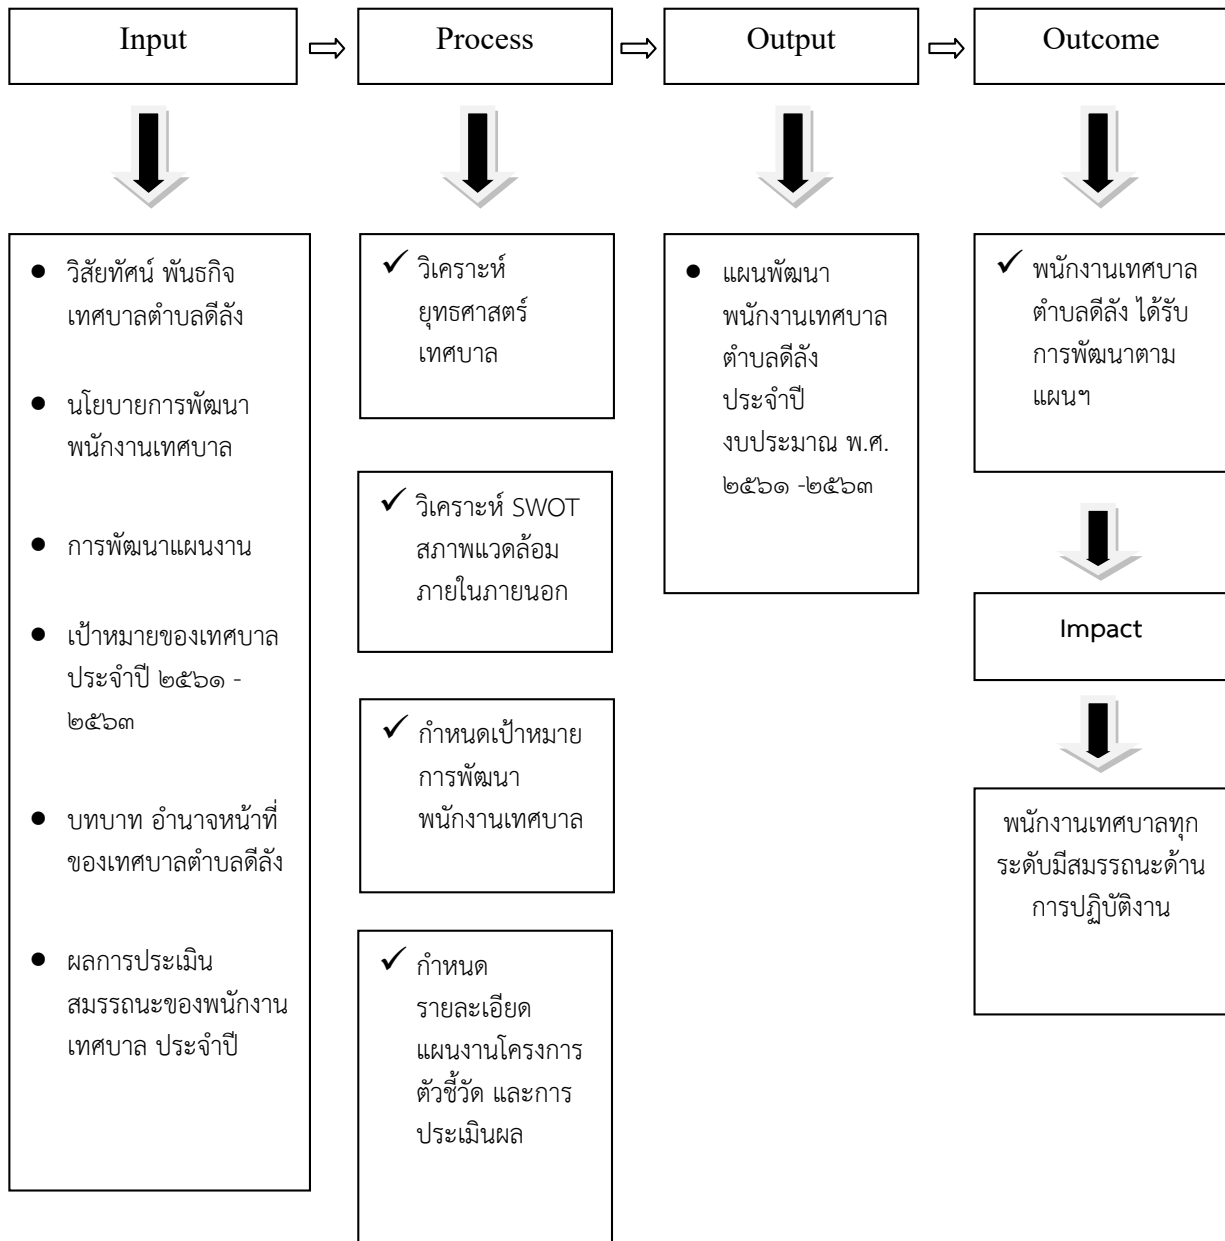 Input
Process
Output
Outcome
วิสัยทัศน์ พันธกิจ
เทศบาลตำบลดีลัง
นโยบายการพัฒนา
พนักงานเทศบาล
การพัฒนาแผนงาน
เป้าหมายของเทศบาล
ประจำปี ๒๕๖๑ -
๒๕๖๓
บทบาท อำนาจหน้าที่
ของเทศบาลตำบลดีลัง
ผลการประเมิน
สมรรถนะของพนักงาน
เทศบาล ประจำปี
วิเคราะห์
ยุทธศาสตร์
เทศบาล
วิเคราะห์ SWOT
สภาพแวดล้อม
ภายในภายนอก
กำหนดเป้าหมาย
การพัฒนา
พนักงานเทศบาล
กำหนด
รายละเอียด
แผนงานโครงการ
ตัวชี้วัด และการ
ประเมินผล
แผนพัฒนา
พนักงานเทศบาล
ตำบลดีลัง
ประจำปี
งบประมาณ พ.ศ.
๒๕๖๑ -๒๕๖๓
พนักงานเทศบาล
ตำบลดีลัง ได้รับ
การพัฒนาตาม
แผนฯ
Impact
พนักงานเทศบาลทุก
ระดับมีสมรรถนะด้าน
การปฏิบัติงาน